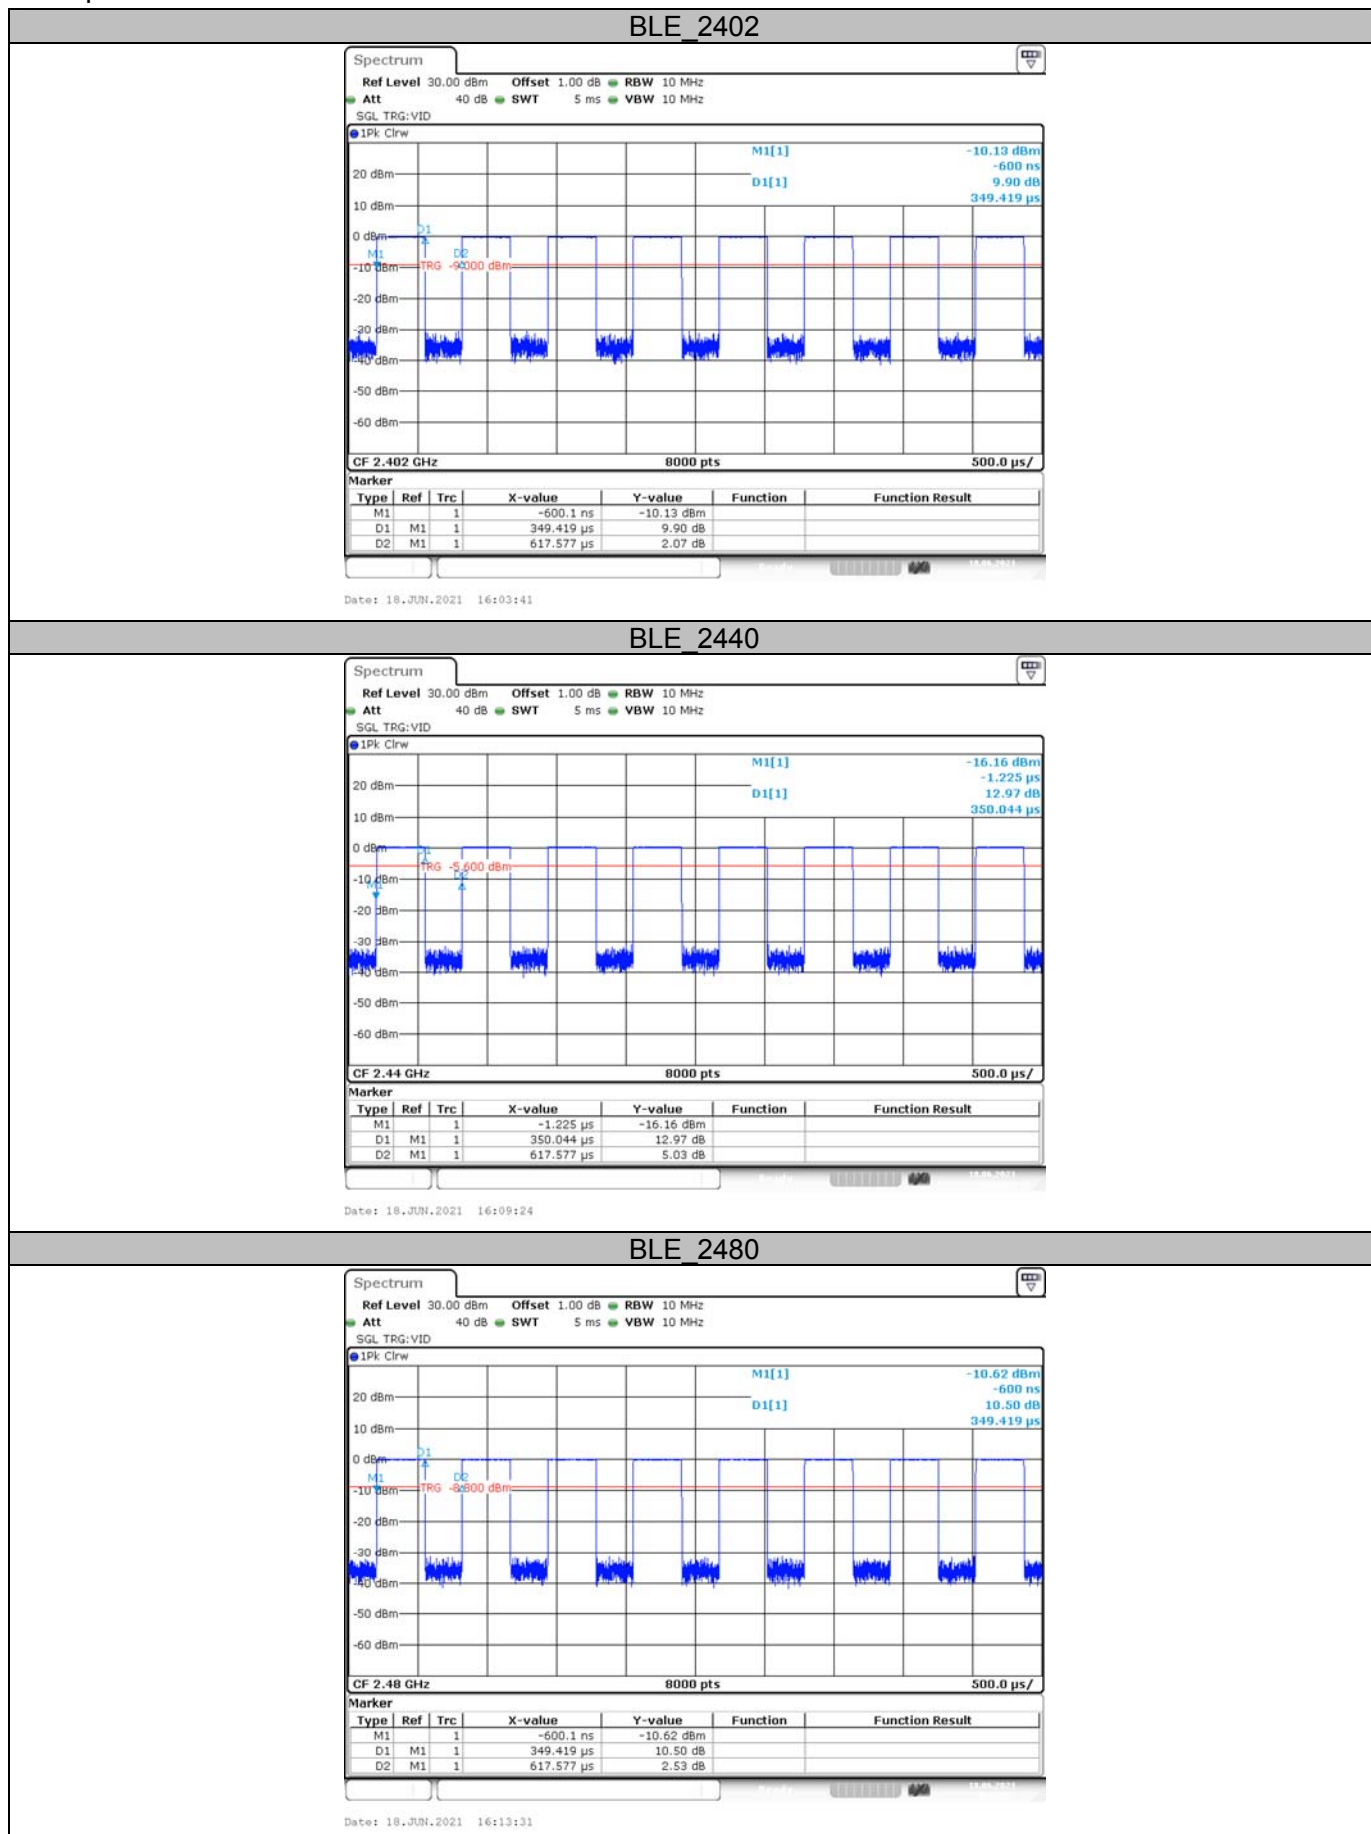 BLE_2402
Spectrum
Ref Level 30.00 dBm Offset 1.00 dB RBW 10 MHz
Att 40 dB SWT 5 ms VBW 10 MHz
SGL TRG:VID
1Pk Clrw
M1[1] -10.13 dBm
-600 ns
20 dBm
D1[1] 9.90 dB
349.419 µs
10 dBm
D1
0 dBm
M1 D2
-10 dBm TRG -9.000 dBm
-20 dBm
-30 dBm
-40 dBm
-50 dBm
-60 dBm
CF 2.402 GHz 8000 pts 500.0 µs/
Marker
Type Ref Trc X-value Y-value Function Function Result
M1 1 -600.1 ns -10.13 dBm
D1 M1 1 349.419 µs 9.90 dB
D2 M1 1 617.577 µs 2.07 dB
Date: 18.JUN.2021 16:03:41
BLE_2440
Spectrum
Ref Level 30.00 dBm Offset 1.00 dB RBW 10 MHz
Att 40 dB SWT 5 ms VBW 10 MHz
SGL TRG:VID
1Pk Clrw
M1[1] -16.16 dBm
-1.225 µs
20 dBm
D1[1] 12.97 dB
350.044 µs
10 dBm
0 dBm
D1
TRG -5.600 dBm
D2
-10 dBm
M1
-20 dBm
-30 dBm
-40 dBm
-50 dBm
-60 dBm
CF 2.44 GHz 8000 pts 500.0 µs/
Marker
Type Ref Trc X-value Y-value Function Function Result
M1 1 -1.225 µs -16.16 dBm
D1 M1 1 350.044 µs 12.97 dB
D2 M1 1 617.577 µs 5.03 dB
Date: 18.JUN.2021 16:09:24
BLE_2480
Spectrum
Ref Level 30.00 dBm Offset 1.00 dB RBW 10 MHz
Att 40 dB SWT 5 ms VBW 10 MHz
SGL TRG:VID
1Pk Clrw
M1[1] -10.62 dBm
-600 ns
20 dBm
D1[1] 10.50 dB
349.419 µs
10 dBm
D1
0 dBm
M1 D2
-10 dBm TRG -8.800 dBm
-20 dBm
-30 dBm
-40 dBm
-50 dBm
-60 dBm
CF 2.48 GHz 8000 pts 500.0 µs/
Marker
Type Ref Trc X-value Y-value Function Function Result
M1 1 -600.1 ns -10.62 dBm
D1 M1 1 349.419 µs 10.50 dB
D2 M1 1 617.577 µs 2.53 dB
Date: 18.JUN.2021 16:13:31